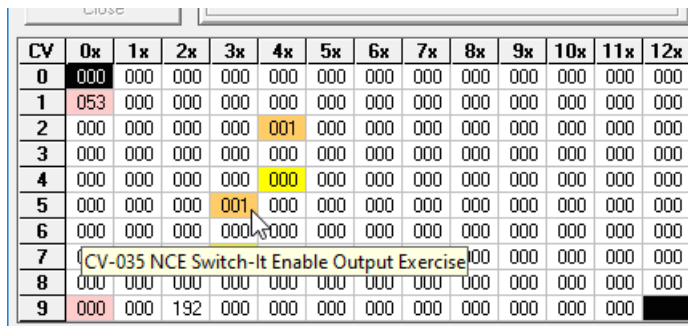 Close
CV 0x 1x 2x 3x 4x 5x 6x 7x 8x 9x 10x 11x 12x
0 000 000 000 000 000 000 000 000 000 000 000 000 000
1 053 000 000 000 000 000 000 000 000 000 000 000 000
2 000 000 000 000 001 000 000 000 000 000 000 000 000
3 000 000 000 000 000 000 000 000 000 000 000 000 000
4 000 000 000 000 000 000 000 000 000 000 000 000 000
5 000 000 000 001 000 000 000 000 000 000 000 000 000
6 000 000 000 000 000 000 000 000 000 000 000 000 000
7 CV-035 NCE Switch-It Enable Output Exercise 000 000 000 000
8 000 000 000 000 000 000 000 000 000 000 000 000 000
9 000 000 192 000 000 000 000 000 000 000 000 000